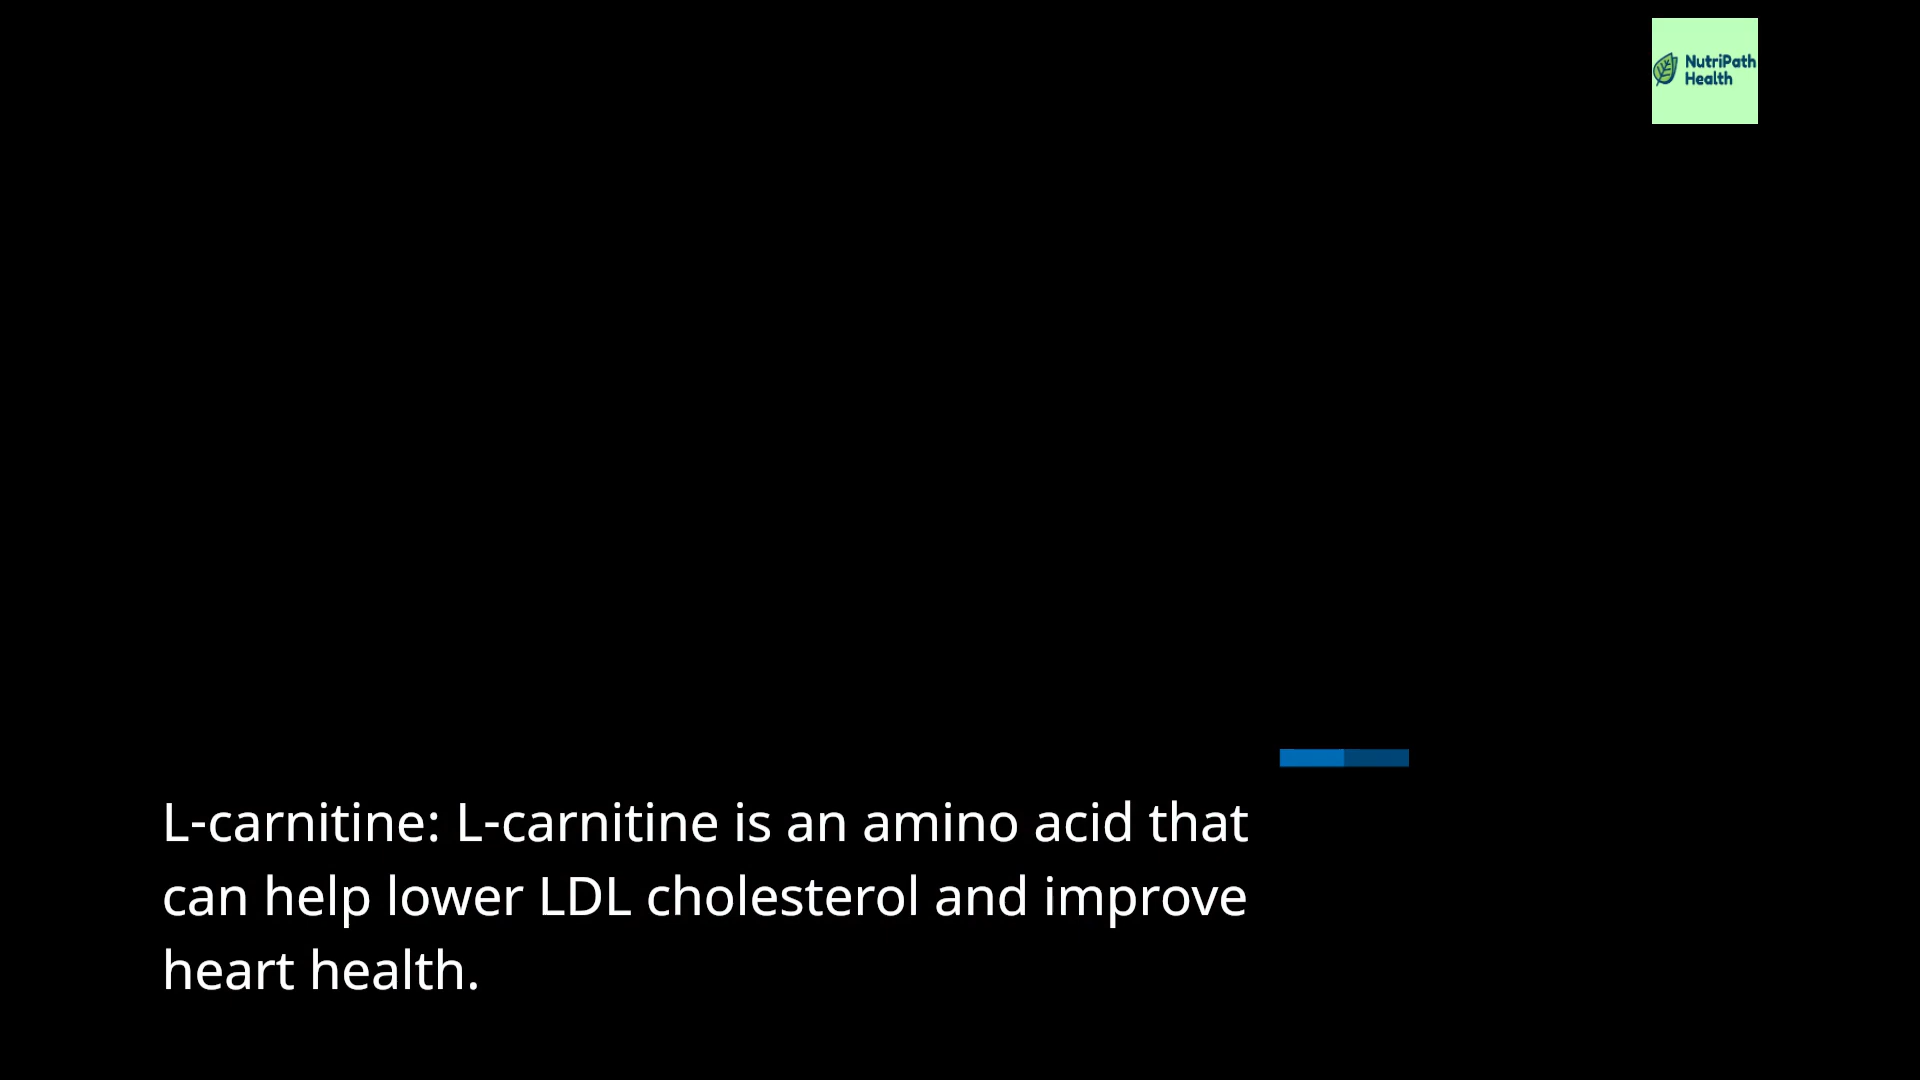 NutriPath
Health
L-carnitine: L-carnitine is an amino acid that
can help lower LDL cholesterol and improve
heart health.